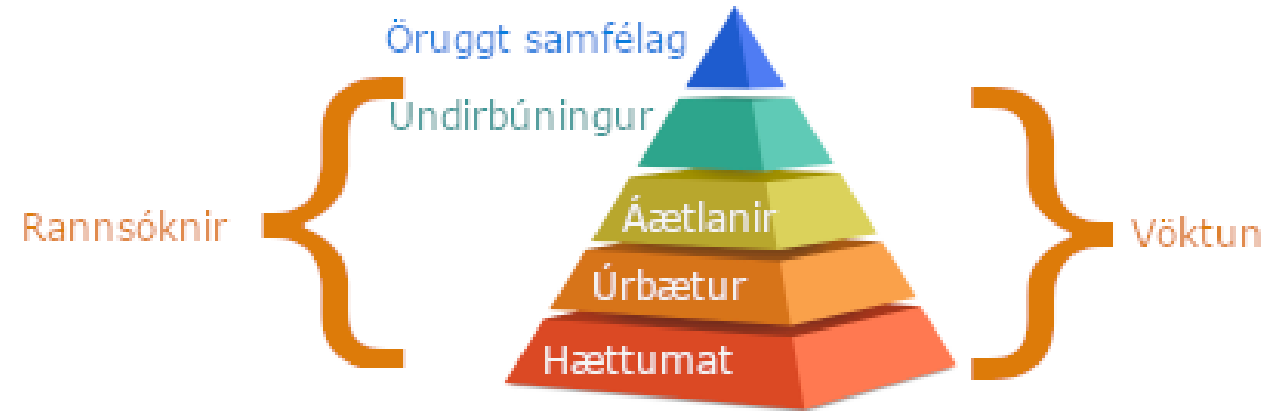 Öruggt samfélag
Undirbúningur
Rannsóknir
Áætlanir
Vöktun
Úrbætur
Hættumat